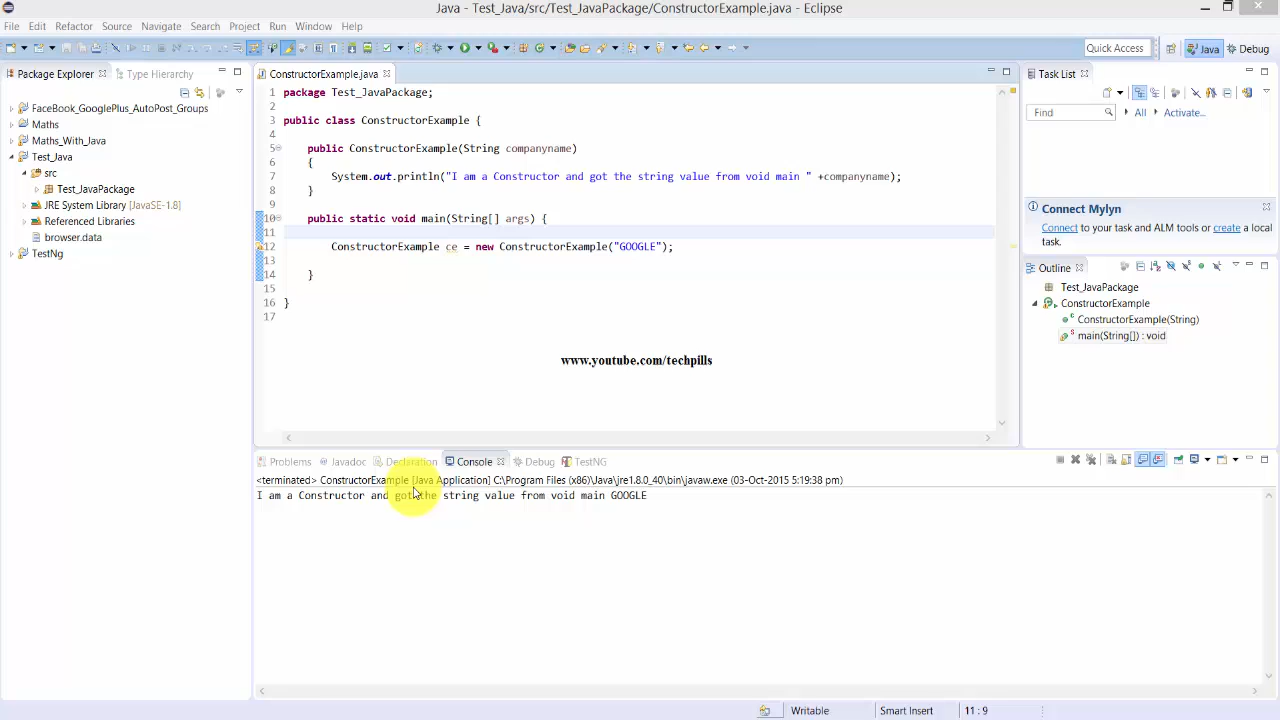 Java - Test_Java/src/Test_JavaPackage/ConstructorExample.java - Eclipse
File Edit Refactor Source Navigate Search Project Run Window Help
Quick Access Java Debug
Package Explorer Type Hierarchy
FaceBook_GooglePlus_AutoPost_Groups
Maths
Maths_With_Java
Test_Java
src
Test_JavaPackage
JRE System Library [JavaSE-1.8]
Referenced Libraries
browser.data
TestNg
ConstructorExample.java
1 package Test_JavaPackage;
2
3 public class ConstructorExample {
4
5 public ConstructorExample(String companyname)
6 {
7 System.out.println("I am a Constructor and got the string value from void main " +companyname);
8 }
9
10 public static void main(String[] args) {
11
12 ConstructorExample ce = new ConstructorExample("GOOGLE");
13
14 }
15
16 }
17
www.youtube.com/techpills
Task List
Find All Activate...
Connect Mylyn
Connect to your task and ALM tools or create a local
task.
Outline
Test_JavaPackage
ConstructorExample
ConstructorExample(String)
main(String[]) : void
Problems Javadoc Declaration Console Debug TestNG
<terminated> ConstructorExample [Java Application] C:\Program Files (x86)\Java\jre1.8.0_40\bin\javaw.exe (03-Oct-2015 5:19:38 pm)
I am a Constructor and got the string value from void main GOOGLE
Writable Smart Insert 11 : 9